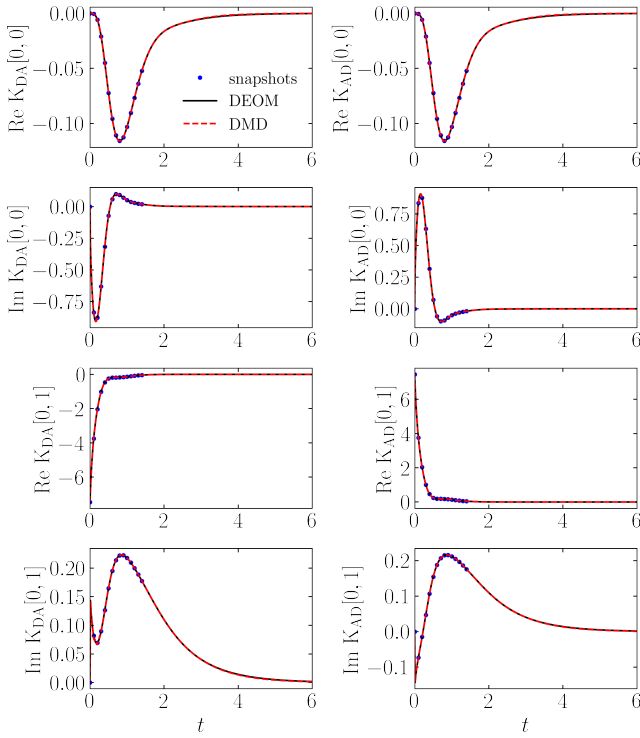 0.00
−0.05
−0.10
Re K_DA[0, 0]
snapshots
DEOM
DMD
0 2 4 6
0.00
−0.05
−0.10
Re K_AD[0, 0]
0 2 4 6
0.00
−0.25
−0.50
−0.75
Im K_DA[0, 0]
0 2 4 6
0.75
0.50
0.25
0.00
Im K_AD[0, 0]
0 2 4 6
0
−2
−4
−6
Re K_DA[0, 1]
0 2 4 6
6
4
2
0
Re K_AD[0, 1]
0 2 4 6
0.20
0.15
0.10
0.05
0.00
Im K_DA[0, 1]
0 2 4 6
t
0.2
0.1
0.0
−0.1
Im K_AD[0, 1]
0 2 4 6
t